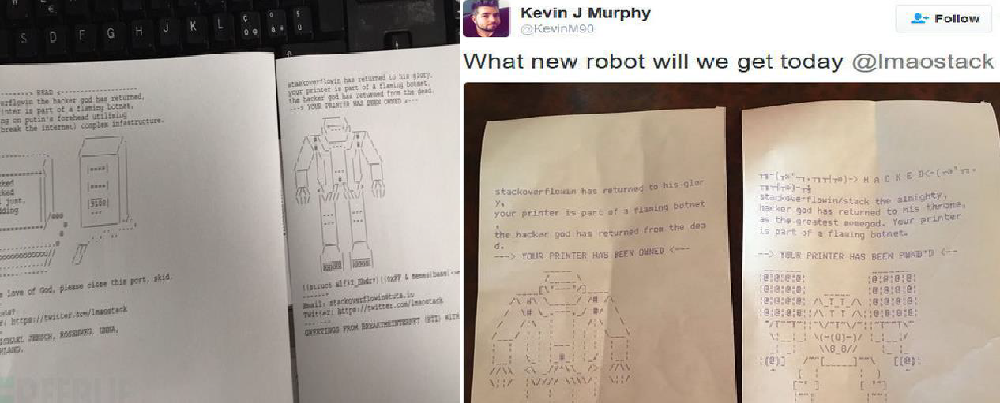 S D F G H J K L
------> READ <----------------
erflowin the hacker god has returned,
inter is part of a flaming botnet.
ng on putin's forehead utilising
break the internet) complex infastructure.
|====|
|====|
|9100|
cked
cked
just,
dding
/@@@
s love of God, please close this port, skid.
ons?
r: https://twitter.com/lmaostack
ICHAEL JENSCH, ROSENWEG, UNNA,
HLAND.
stackoverflowin has returned to his glory,
your printer is part of a flaming botnet,
the hacker god has returned from the dead.
---> YOUR PRINTER HAS BEEN OWNED <---
((struct Elf32_Ehdr*)((0xFF & memes)base)->e
-------
Email: stackoverflowin@tuta.io
Twitter: https://twitter.com/lmaostack
-------
GREETINGS FROM BREAKTHEINTERNET (BTI) WITH
Kevin J Murphy
@KevinM90
Follow
What new robot will we get today @lmaostack
stackoverflowin has returned to his glor
y,
your printer is part of a flaming botnet
,
the hacker god has returned from the dea
d.
---> YOUR PRINTER HAS BEEN OWNED <---
H A C K E D
stackoverflowin/stack the almighty,
hacker god has returned to his throne,
as the greatest memegod. Your printer
is part of a flaming botnet.
--> YOUR PRINTER HAS BEEN PWND'D <--